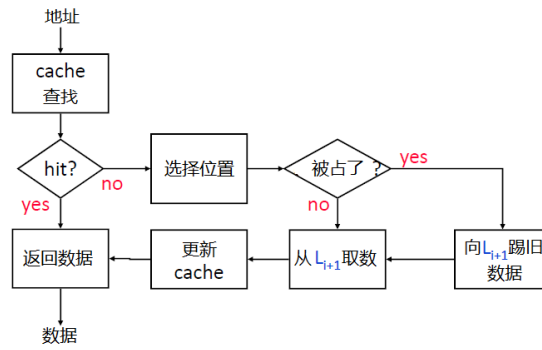 地址
cache
查找
hit?
no
yes
选择位置
被占了？
yes
no
返回数据
更新
cache
从 Li+1取数
向Li+1踢旧
数据
数据